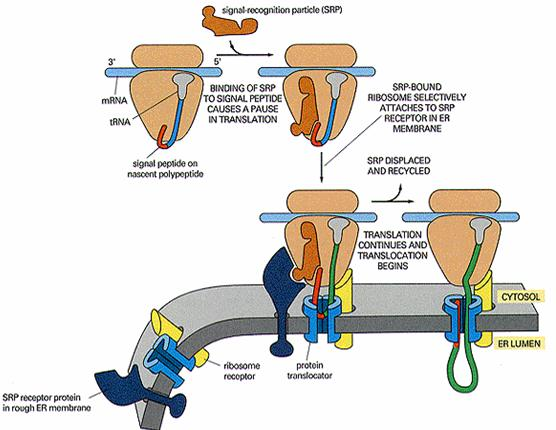 signal-recognition particle (SRP)
3'
5'
mRNA
tRNA
BINDING OF SRP
TO SIGNAL PEPTIDE
CAUSES A PAUSE
IN TRANSLATION
signal peptide on
nascent polypeptide
SRP-BOUND
RIBOSOME SELECTIVELY
ATTACHES TO SRP
RECEPTOR IN ER
MEMBRANE
SRP DISPLACED
AND RECYCLED
TRANSLATION
CONTINUES AND
TRANSLOCATION
BEGINS
CYTOSOL
ER LUMEN
ribosome
receptor
protein
translocator
SRP receptor protein
in rough ER membrane